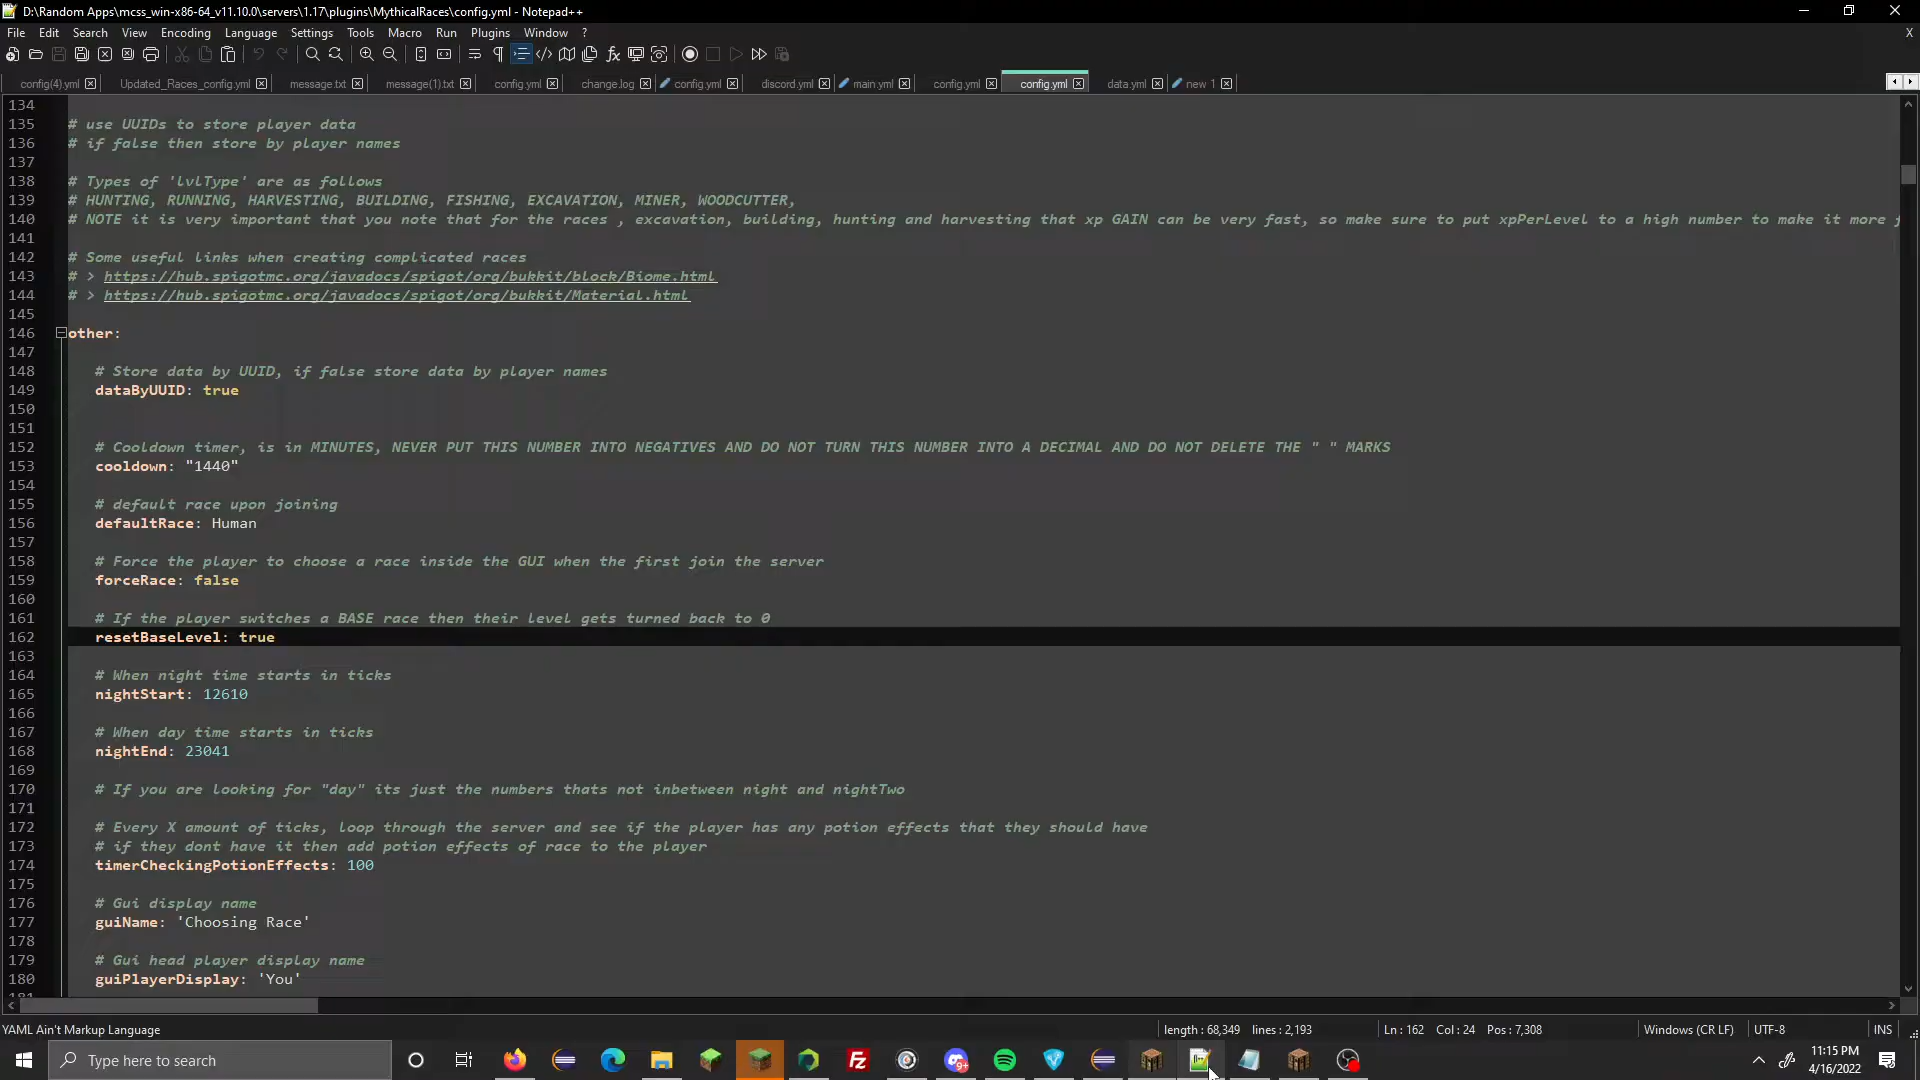 D:\Random Apps\mcss_win-x86-64_v11.10.0\servers\1.17\plugins\MythicalRaces\config.yml - Notepad++
File Edit Search View Encoding Language Settings Tools Macro Run Plugins Window ? X
config(4).yml Updated_Races_config.yml message.txt message(1).txt config.yml change.log config.yml discord.yml main.yml config.yml config.yml data.yml new 1
134
135 # use UUIDs to store player data
136 # if false then store by player names
137
138 # Types of 'lvlType' are as follows
139 # HUNTING, RUNNING, HARVESTING, BUILDING, FISHING, EXCAVATION, MINER, WOODCUTTER,
140 # NOTE it is very important that you note that for the races , excavation, building, hunting and harvesting that xp GAIN can be very fast, so make sure to put xpPerLevel to a high number to make it more
141
142 # Some useful links when creating complicated races
143 # > https://hub.spigotmc.org/javadocs/spigot/org/bukkit/block/Biome.html
144 # > https://hub.spigotmc.org/javadocs/spigot/org/bukkit/Material.html
145
146 other:
147
148 # Store data by UUID, if false store data by player names
149 dataByUUID: true
150
151
152 # Cooldown timer, is in MINUTES, NEVER PUT THIS NUMBER INTO NEGATIVES AND DO NOT TURN THIS NUMBER INTO A DECIMAL AND DO NOT DELETE THE " " MARKS
153 cooldown: "1440"
154
155 # default race upon joining
156 defaultRace: Human
157
158 # Force the player to choose a race inside the GUI when the first join the server
159 forceRace: false
160
161 # If the player switches a BASE race then their level gets turned back to 0
162 resetBaseLevel: true
163
164 # When night time starts in ticks
165 nightStart: 12610
166
167 # When day time starts in ticks
168 nightEnd: 23041
169
170 # If you are looking for "day" its just the numbers thats not inbetween night and nightTwo
171
172 # Every X amount of ticks, loop through the server and see if the player has any potion effects that they should have
173 # if they dont have it then add potion effects of race to the player
174 timerCheckingPotionEffects: 100
175
176 # Gui display name
177 guiName: 'Choosing Race'
178
179 # Gui head player display name
180 guiPlayerDisplay: 'You'
YAML Ain't Markup Language length : 68,349 lines : 2,193 Ln : 162 Col : 24 Pos : 7,308 Windows (CR LF) UTF-8 INS
Type here to search
11:15 PM
4/16/2022